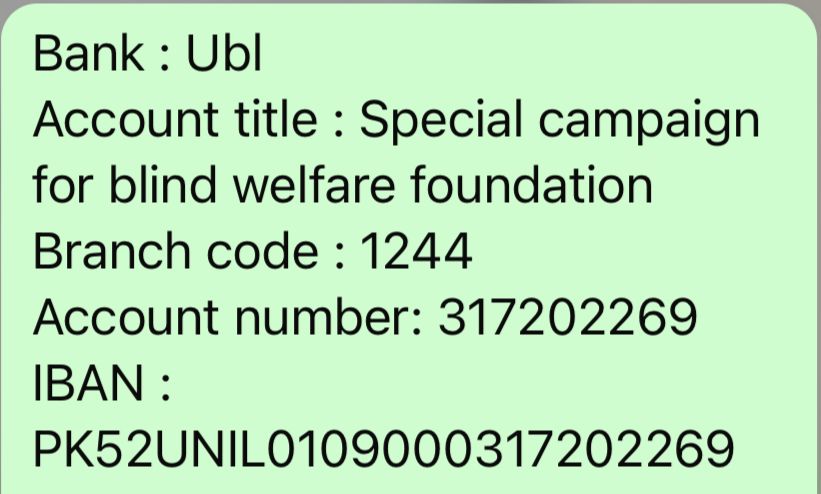 Bank : Ubl
Account title : Special campaign
for blind welfare foundation
Branch code : 1244
Account number: 317202269
IBAN :
PK52UNIL0109000317202269